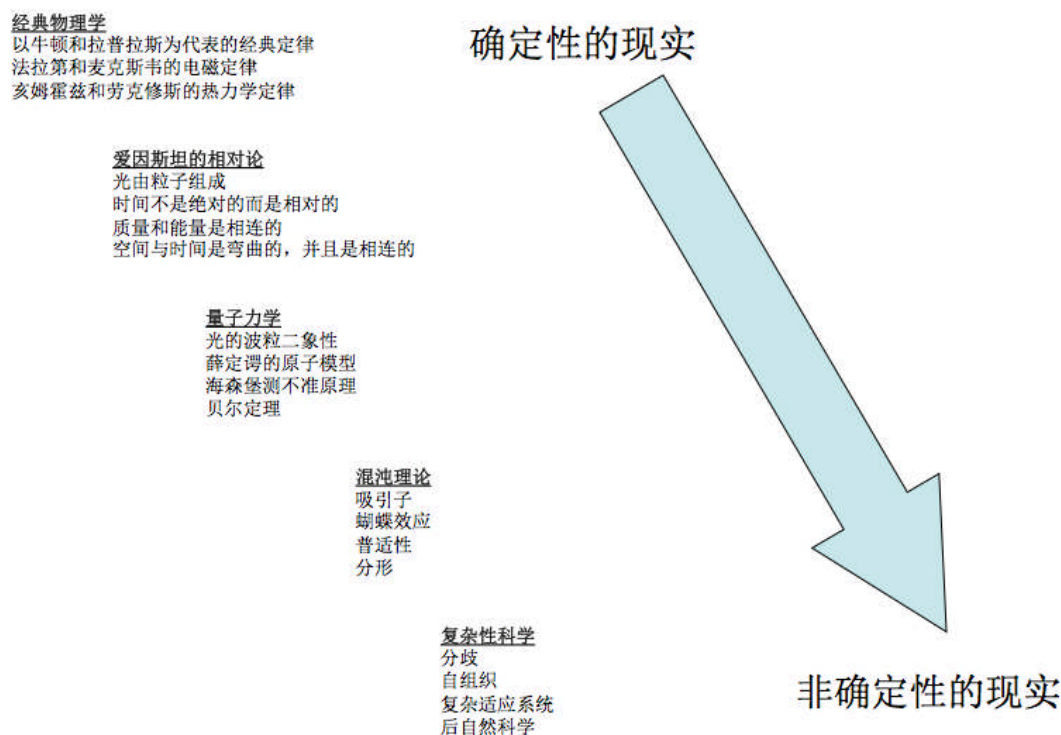 经典物理学
以牛顿和拉普拉斯为代表的经典定律
法拉第和麦克斯韦的电磁定律
亥姆霍兹和劳克修斯的热力学定律
确定性的现实
爱因斯坦的相对论
光由粒子组成
时间不是绝对的而是相对的
质量和能量是相连的
空间与时间是弯曲的，并且是相连的
量子力学
光的波粒二象性
薛定谔的原子模型
海森堡测不准原理
贝尔定理
混沌理论
吸引子
蝴蝶效应
普适性
分形
复杂性科学
分歧
自组织
复杂适应系统
后自然科学
非确定性的现实